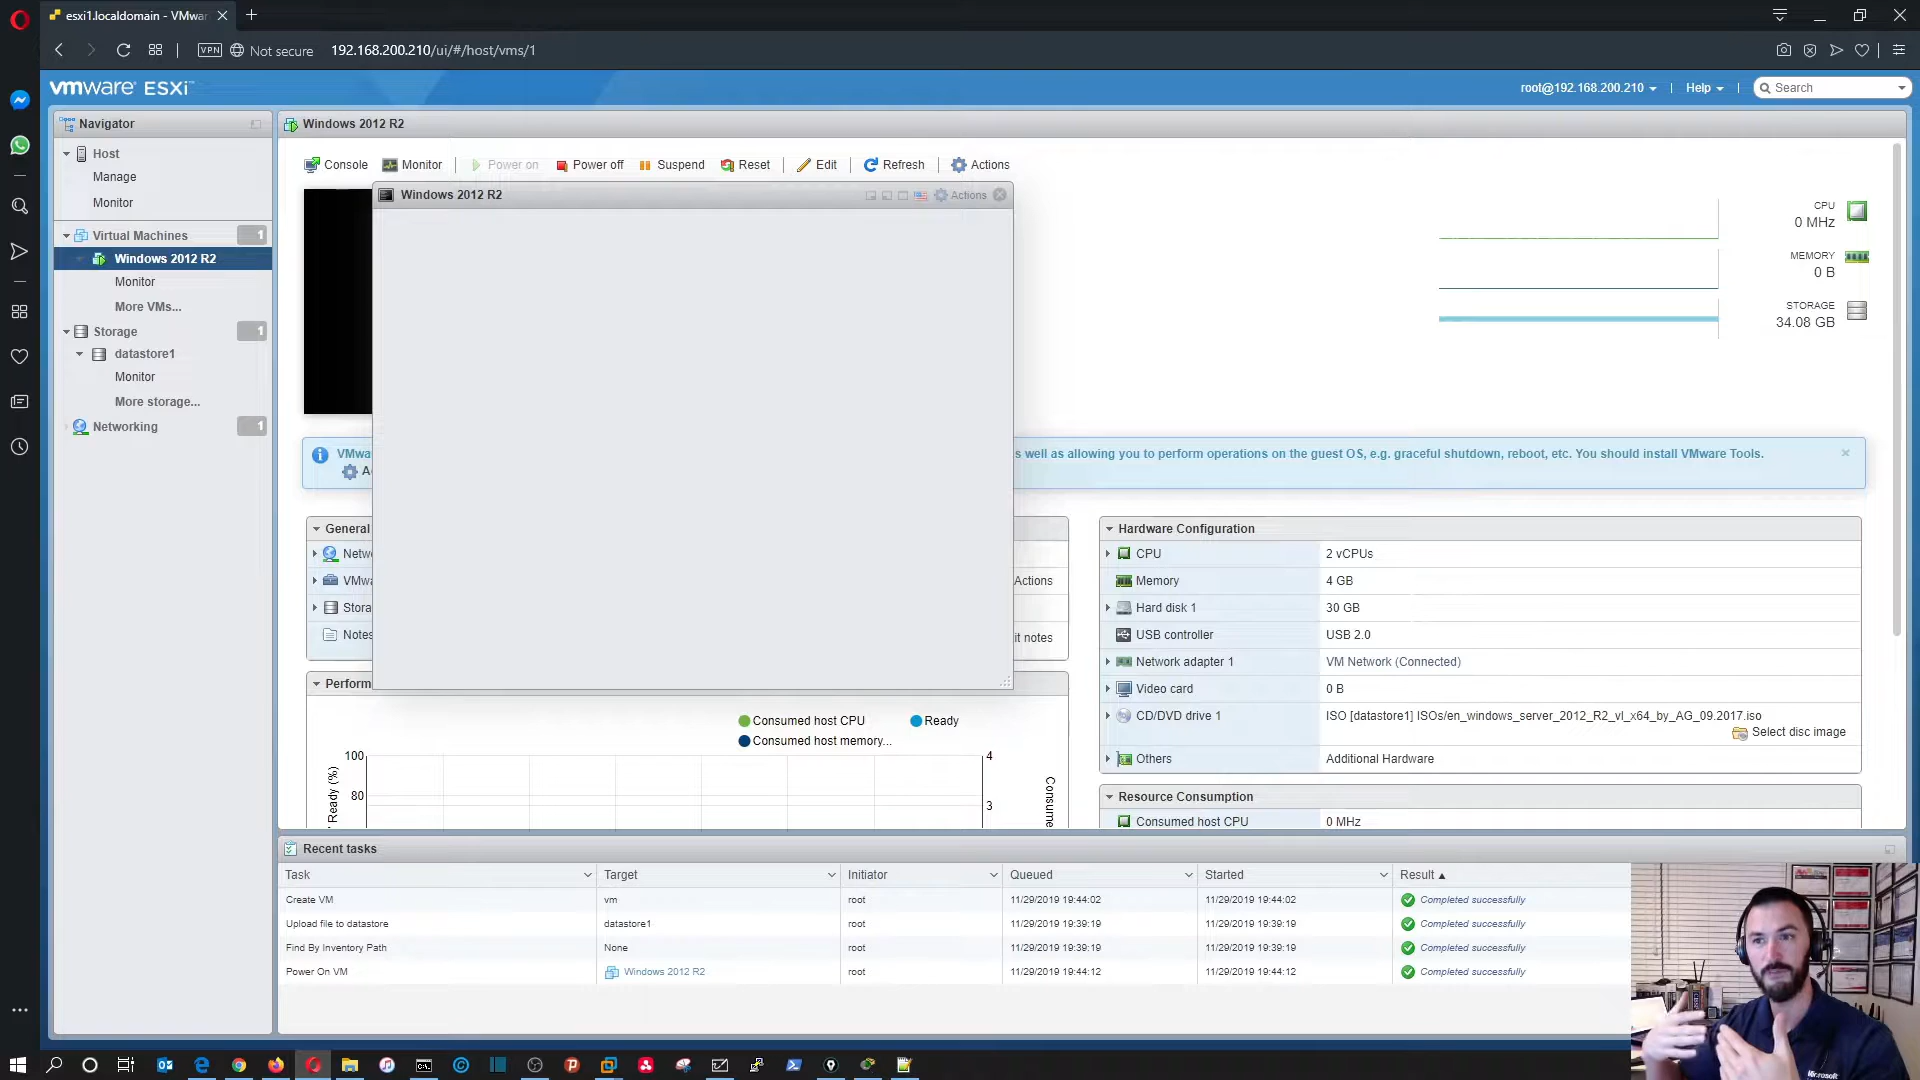 esxi1.localdomain - VMwar
VPN
Not secure
192.168.200.210/ui/#/host/vms/1
vmware ESXi™
root@192.168.200.210
Help
Search
Navigator
Host
Manage
Monitor
Virtual Machines 1
Windows 2012 R2
Monitor
More VMs...
Storage 1
datastore1
Monitor
More storage...
Networking 1
Windows 2012 R2
Console
Monitor
Power on
Power off
Suspend
Reset
Edit
Refresh
Actions
Windows 2012 R2
Actions
CPU
0 MHz
MEMORY
0 B
STORAGE
34.08 GB
VMwa
s well as allowing you to perform operations on the guest OS, e.g. graceful shutdown, reboot, etc. You should install VMware Tools.
A
General
Netw
VMwa
Actions
Stora
Notes
it notes
Perform
Consumed host CPU
Ready
Consumed host memory...
100
80
Ready (%)
4
3
Consume
Hardware Configuration
CPU 2 vCPUs
Memory 4 GB
Hard disk 1 30 GB
USB controller USB 2.0
Network adapter 1 VM Network (Connected)
Video card 0 B
CD/DVD drive 1 ISO [datastore1] ISOs/en_windows_server_2012_R2_vl_x64_by_AG_09.2017.iso
Select disc image
Others Additional Hardware
Resource Consumption
Consumed host CPU 0 MHz
Recent tasks
Task Target Initiator Queued Started Result ▲
Create VM vm root 11/29/2019 19:44:02 11/29/2019 19:44:02 Completed successfully
Upload file to datastore datastore1 root 11/29/2019 19:39:19 11/29/2019 19:39:19 Completed successfully
Find By Inventory Path None root 11/29/2019 19:39:19 11/29/2019 19:39:19 Completed successfully
Power On VM Windows 2012 R2 root 11/29/2019 19:44:12 11/29/2019 19:44:12 Completed successfully
Microsoft